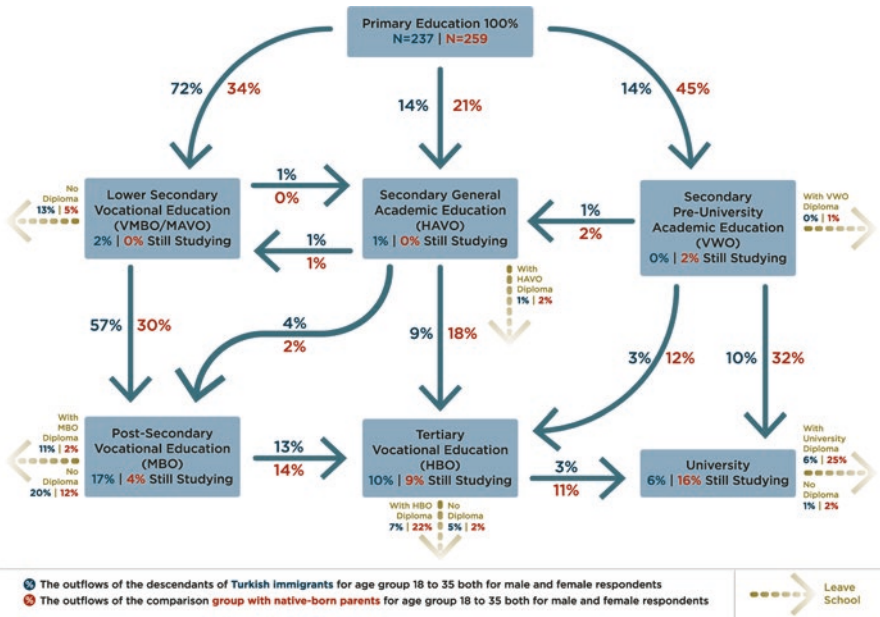 Primary Education 100%
N=237 | N=259
72%
34%
14%
21%
14%
45%
No
Diploma
13% | 5%
Lower Secondary
Vocational Education
(VMBO/MAVO)
2% | 0% Still Studying
1%
0%
1%
1%
Secondary General
Academic Education
(HAVO)
1% | 0% Still Studying
1%
2%
Secondary
Pre-University
Academic Education
(VWO)
0% | 2% Still Studying
With VWO
Diploma
0% | 1%
With
HAVO
Diploma
1% | 2%
57%
30%
4%
2%
9%
18%
3%
12%
10%
32%
With
MBO
Diploma
11% | 2%
No
Diploma
20% | 12%
Post-Secondary
Vocational Education
(MBO)
17% | 4% Still Studying
13%
14%
Tertiary
Vocational Education
(HBO)
10% | 9% Still Studying
3%
11%
University
6% | 16% Still Studying
With
University
Diploma
6% | 25%
No
Diploma
1% | 2%
With HBO
Diploma
7% | 22%
No
Diploma
5% | 2%
% The outflows of the descendants of Turkish immigrants for age group 18 to 35 both for male and female respondents
% The outflows of the comparison group with native-born parents for age group 18 to 35 both for male and female respondents
Leave
School